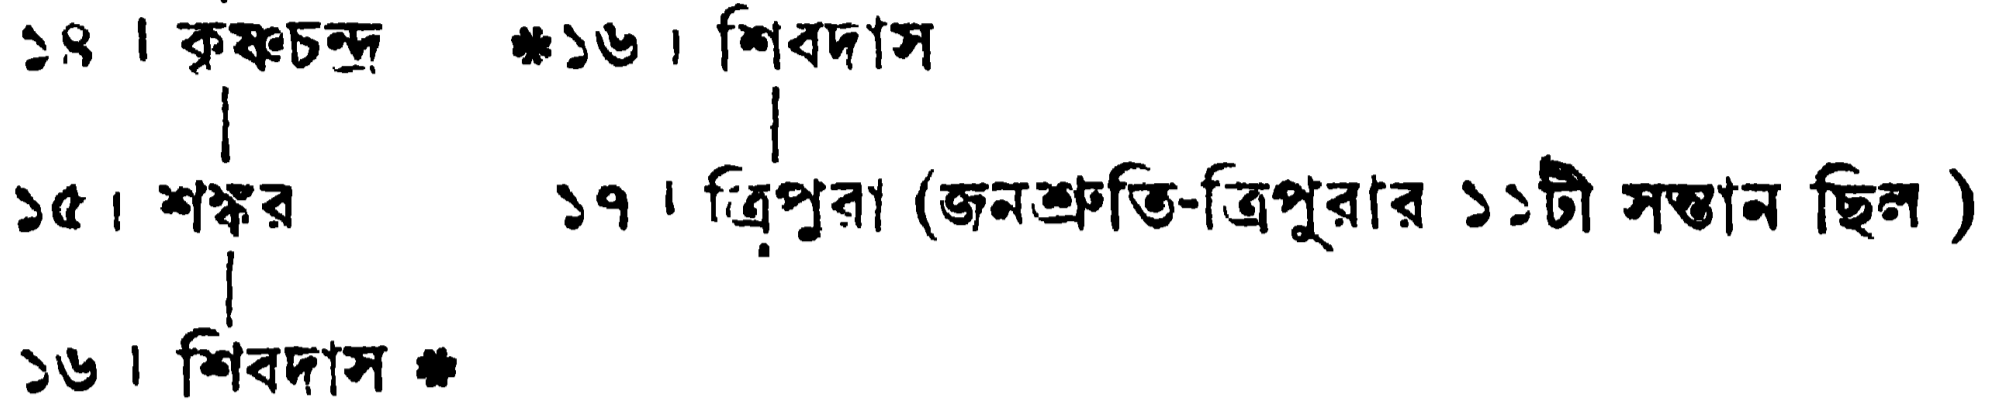 ১৪। কৃষ্ণচন্দ্র *১৬। শিবদাস
১৫। শঙ্কর ১৭। ত্রিপুরা (জনশ্রুতি-ত্রিপুরার ১১টী সন্তান ছিল)
১৬। শিবদাস *